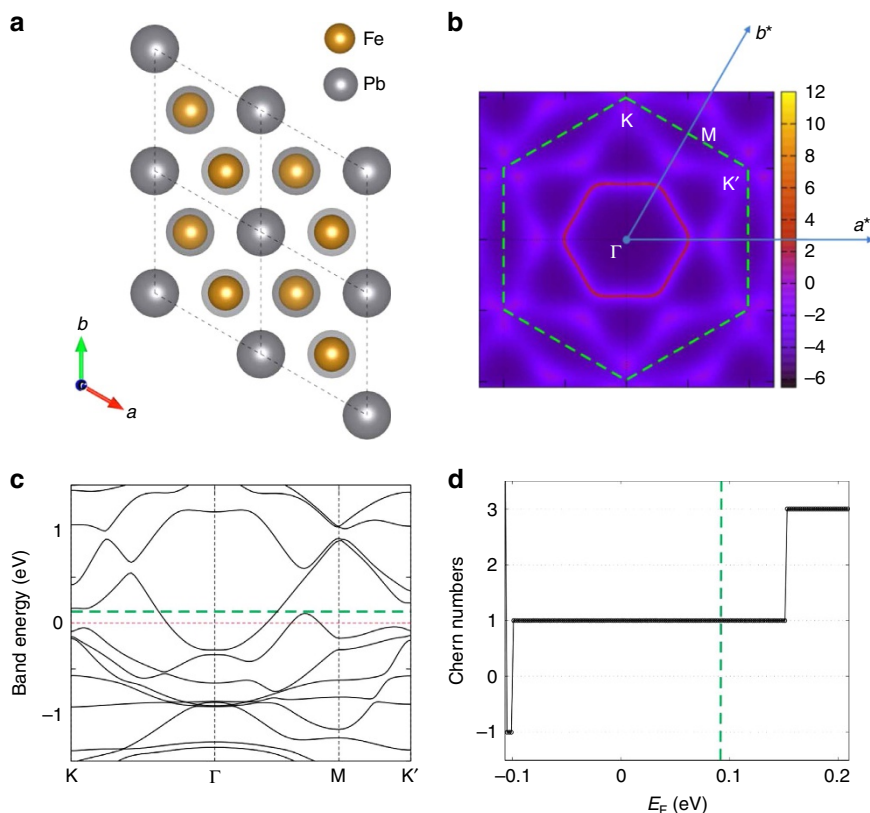 a
Fe
Pb
b
a
b
b*
a*
K
M
K′
Γ
12
10
8
6
4
2
0
−2
−4
−6
c
Band energy (eV)
1
0
−1
K
Γ
M
K′
d
Chern numbers
3
2
1
0
−1
−0.1
0
0.1
0.2
E_F (eV)